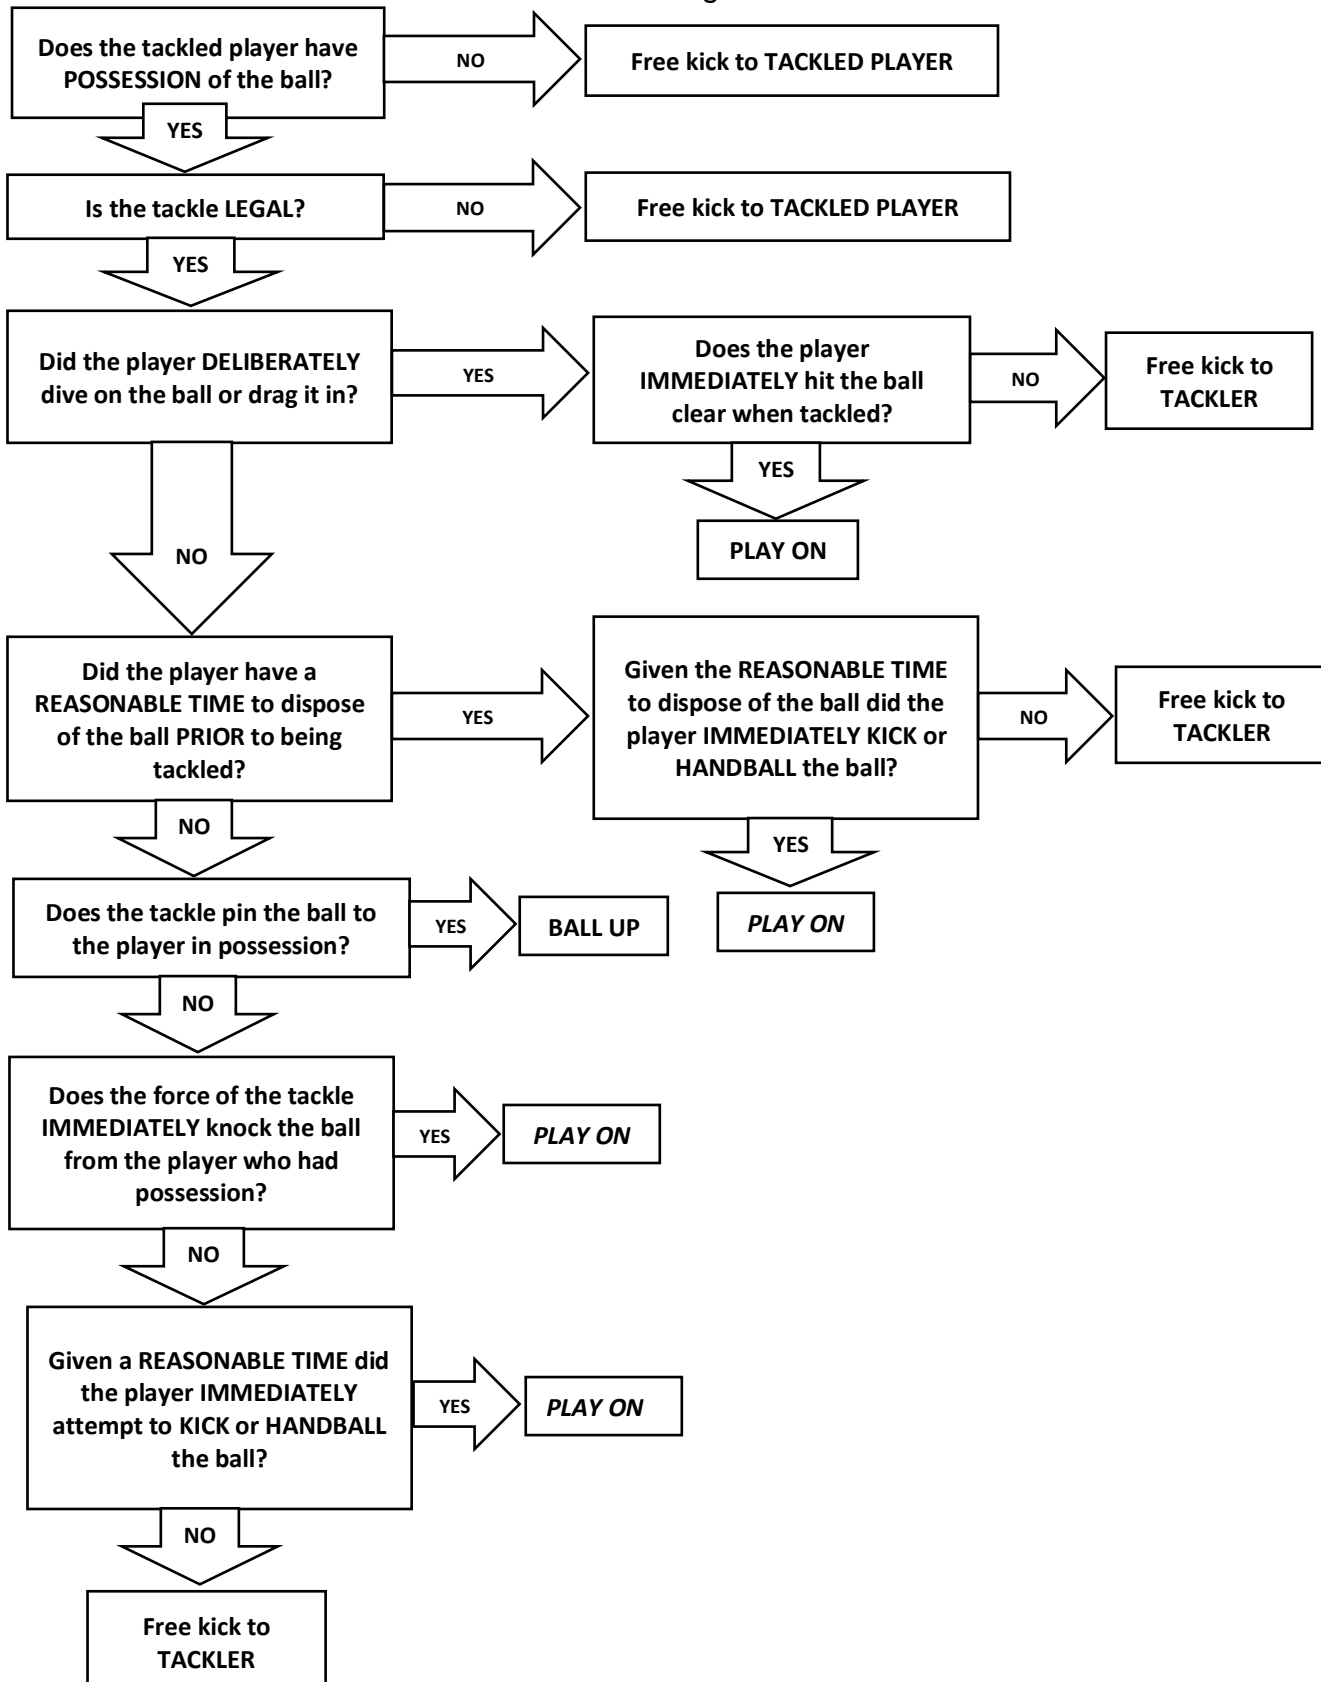 Does the tackled player have
POSSESSION of the ball?
NO
Free kick to TACKLED PLAYER
YES
Is the tackle LEGAL?
NO
Free kick to TACKLED PLAYER
YES
Did the player DELIBERATELY
dive on the ball or drag it in?
YES
Does the player
IMMEDIATELY hit the ball
clear when tackled?
NO
Free kick to
TACKLER
YES
PLAY ON
NO
Did the player have a
REASONABLE TIME to dispose
of the ball PRIOR to being
tackled?
YES
Given the REASONABLE TIME
to dispose of the ball did the
player IMMEDIATELY KICK or
HANDBALL the ball?
NO
Free kick to
TACKLER
YES
PLAY ON
NO
Does the tackle pin the ball to
the player in possession?
YES
BALL UP
NO
Does the force of the tackle
IMMEDIATELY knock the ball
from the player who had
possession?
YES
PLAY ON
NO
Given a REASONABLE TIME did
the player IMMEDIATELY
attempt to KICK or HANDBALL
the ball?
YES
PLAY ON
NO
Free kick to
TACKLER